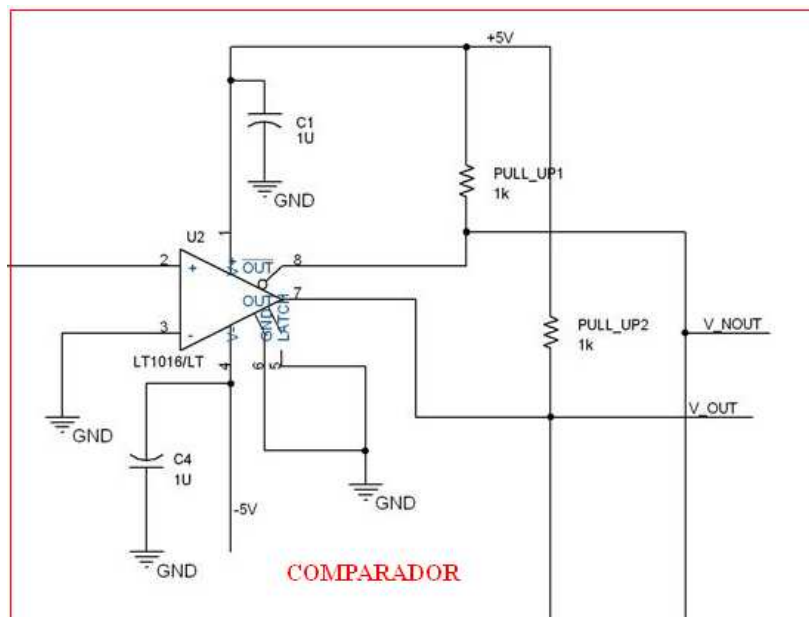 +5V
C1
1U
GND
PULL_UP1
1k
U2
1
V+
OUT
8
2
+
OUT
7
GND
LATCH
3
-
V-
LT1016/LT
4
6
5
PULL_UP2
1k
V_NOUT
V_OUT
GND
C4
1U
GND
-5V
GND
COMPARADOR